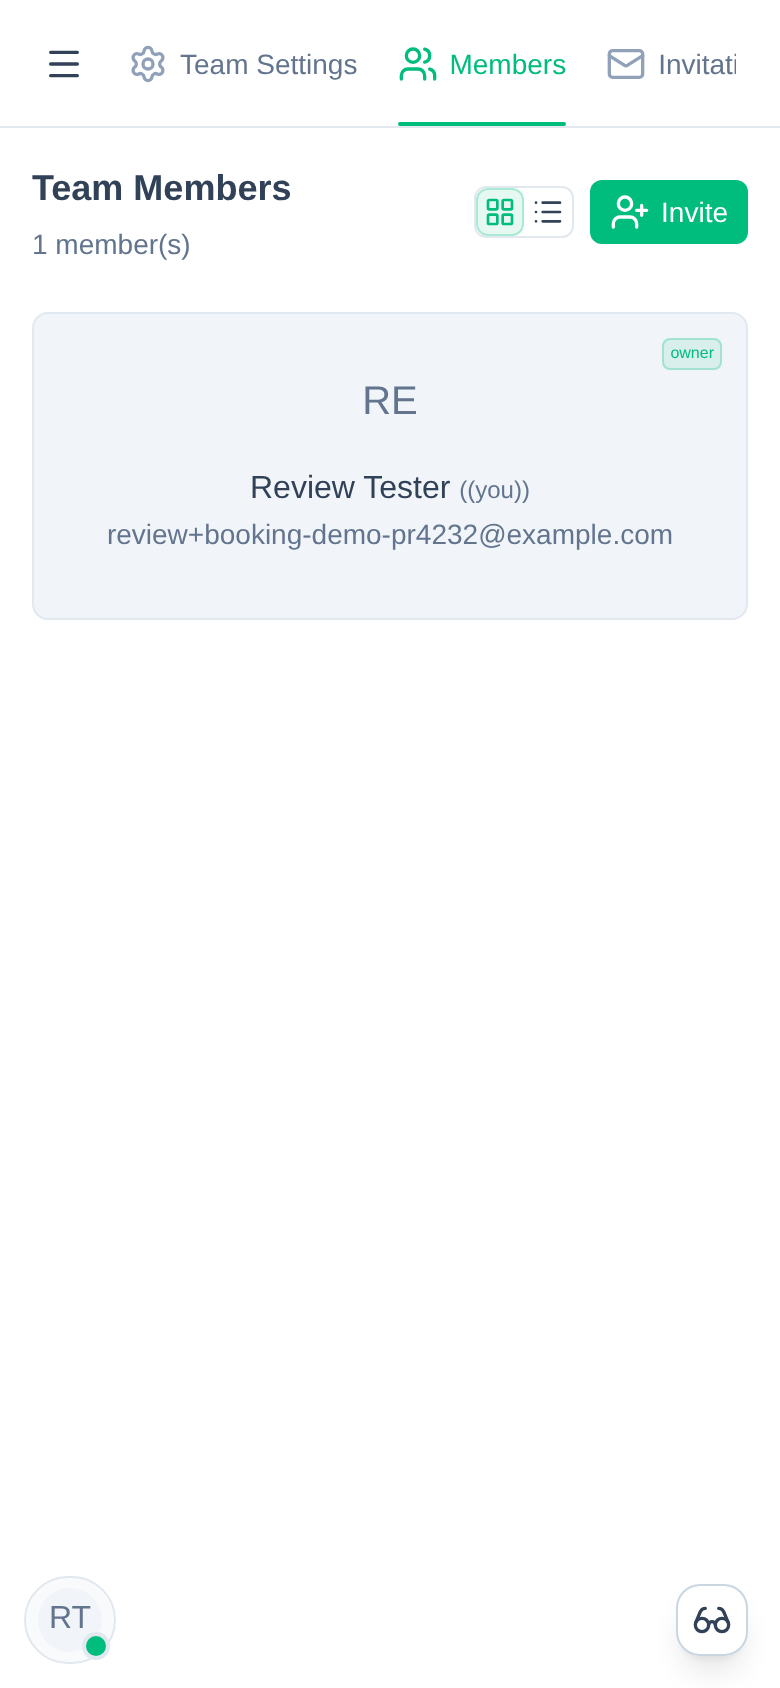 Team Settings
Members
Invitati
Team Members
1 member(s)
Invite
owner
RE
Review Tester ((you))
review+booking-demo-pr4232@example.com
RT